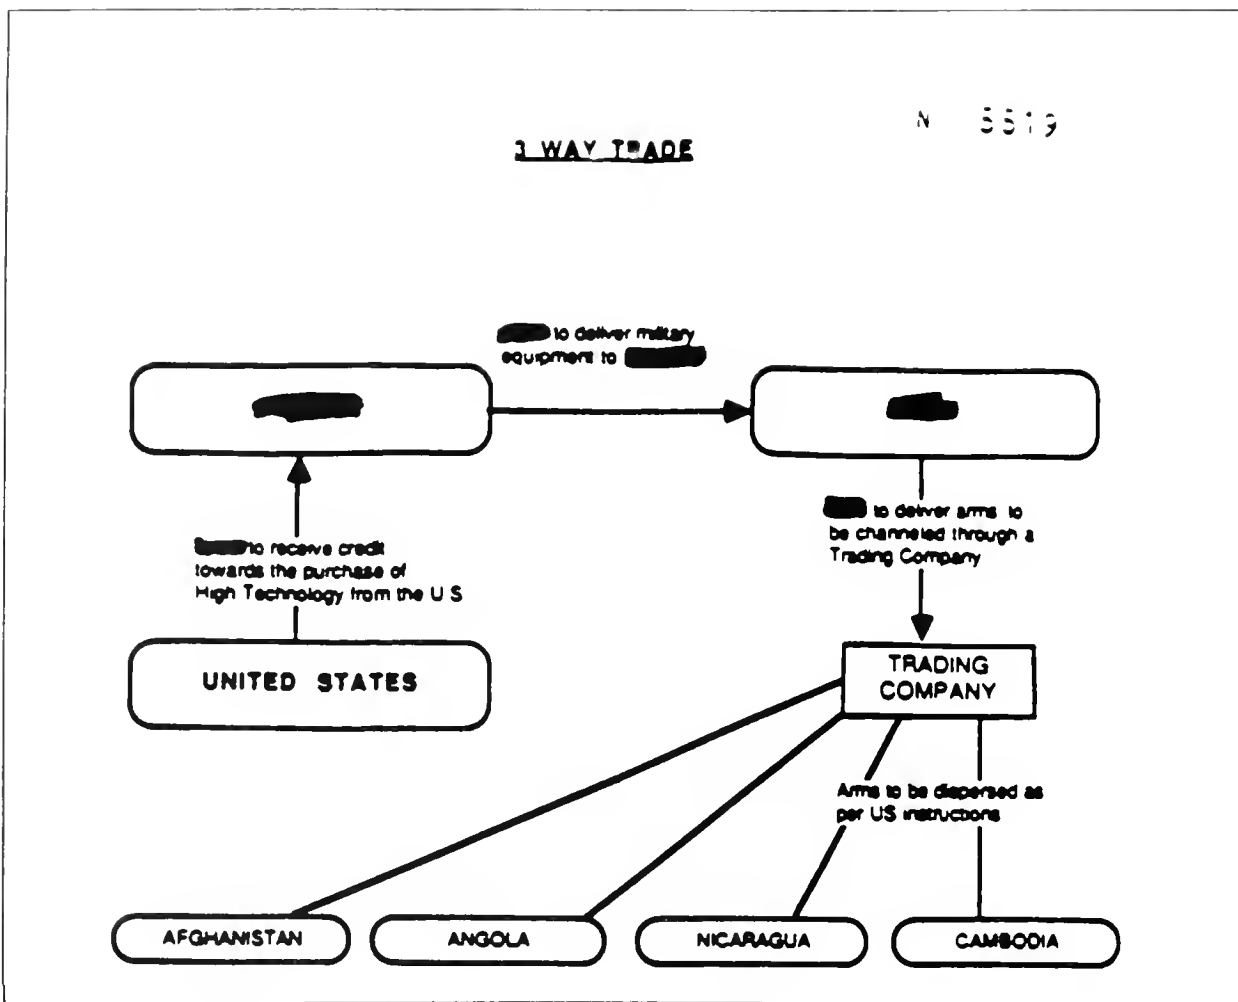 N 5519
3 WAY TRADE
to deliver military
equipment to
to deliver arms to
be channeled through a
Trading Company
to receive credit
towards the purchase of
High Technology from the U S
UNITED STATES
TRADING
COMPANY
Arms to be dispersed as
per US instructions
AFGHANISTAN
ANGOLA
NICARAGUA
CAMBODIA